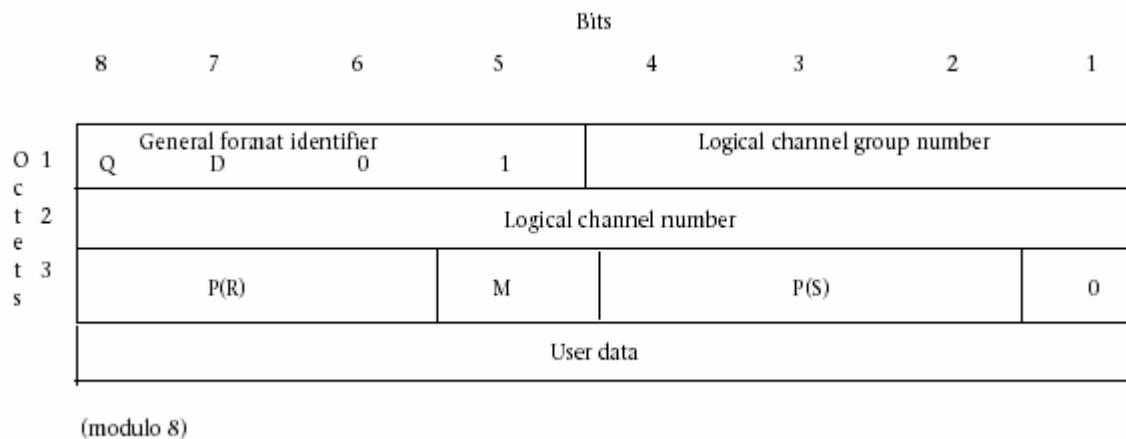 Bits
8 7 6 5 4 3 2 1
General format identifier Logical channel group number
O 1 Q D 0 1
c
t 2 Logical channel number
e
t 3 P(R) M P(S) 0
s
User data
(modulo 8)